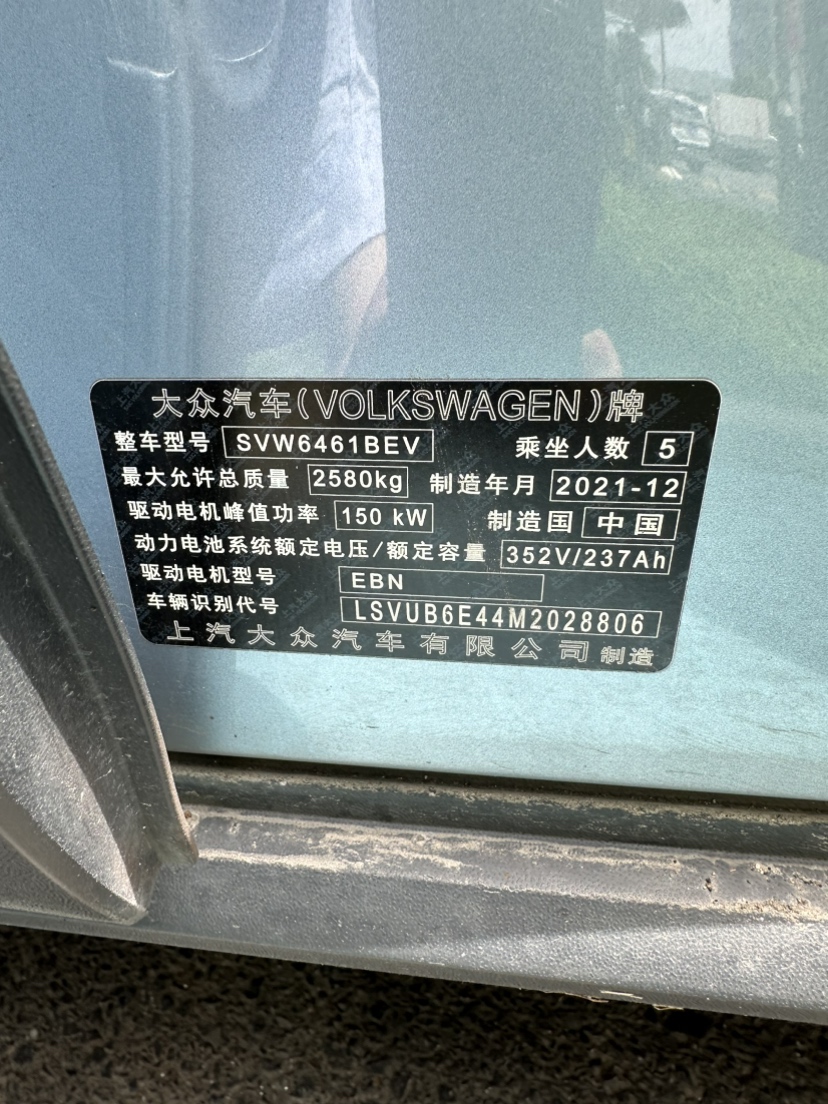 大众汽车(VOLKSWAGEN)牌
整车型号 SVW6461BEV 乘坐人数 5
最大允许总质量 2580kg 制造年月 2021-12
驱动电机峰值功率 150 kW 制造国 中国
动力电池系统额定电压/额定容量 352V/237Ah
驱动电机型号 EBN
车辆识别代号 LSVUB6E44M2028806
上汽大众汽车有限公司 制造